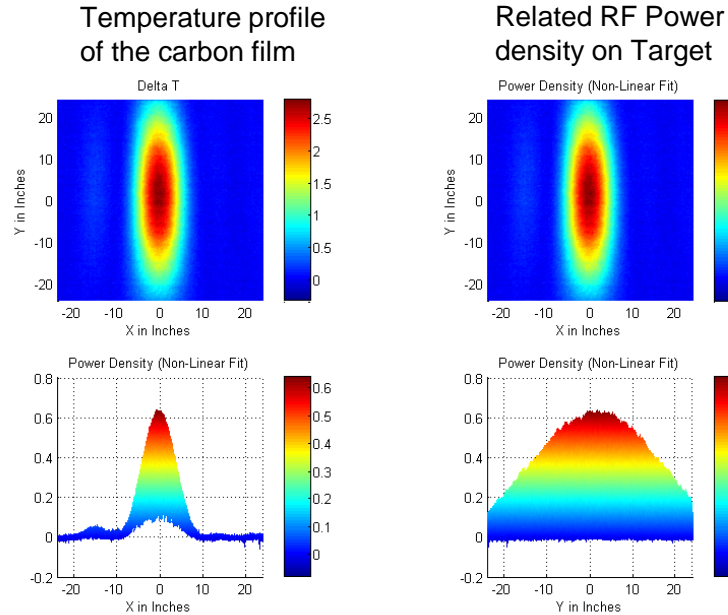 Temperature profile
of the carbon film
Related RF Power
density on Target
Delta T
20
10
0
-10
-20
Y in Inches
-20 -10 0 10 20
X in Inches
2.5
2
1.5
1
0.5
0
Power Density (Non-Linear Fit)
20
10
0
-10
-20
Y in Inches
-20 -10 0 10 20
X in Inches
Power Density (Non-Linear Fit)
0.8
0.6
0.4
0.2
0
-0.2
-20 -10 0 10 20
X in Inches
0.6
0.5
0.4
0.3
0.2
0.1
0
Power Density (Non-Linear Fit)
0.8
0.6
0.4
0.2
0
-0.2
-20 -10 0 10 20
Y in Inches